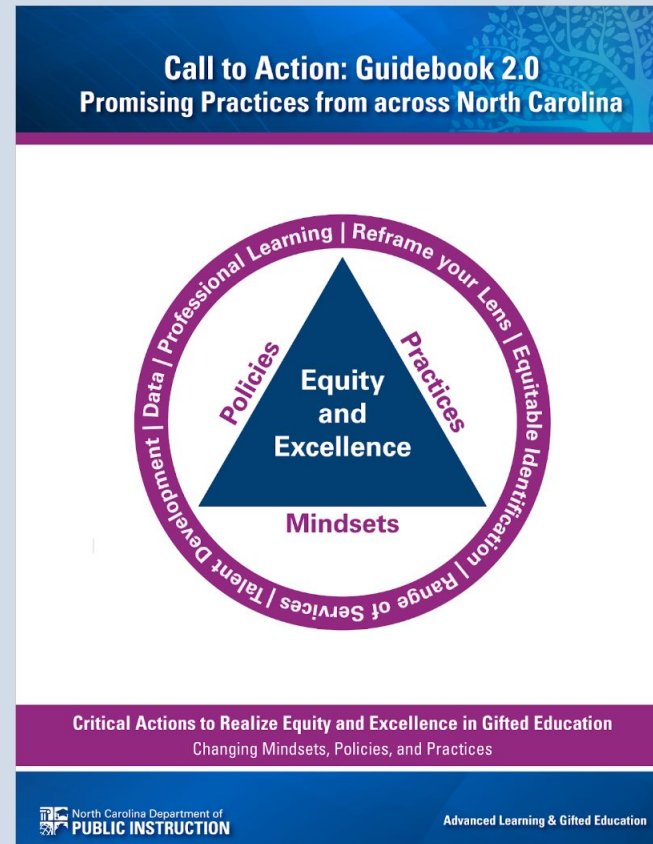 Call to Action: Guidebook 2.0
Promising Practices from across North Carolina
Professional Learning | Reframe your Lens | Equitable Identification | Range of Services | Talent Development | Data |
Policies
Practices
Equity
and
Excellence
Mindsets
Critical Actions to Realize Equity and Excellence in Gifted Education
Changing Mindsets, Policies, and Practices
North Carolina Department of
PUBLIC INSTRUCTION
Advanced Learning & Gifted Education